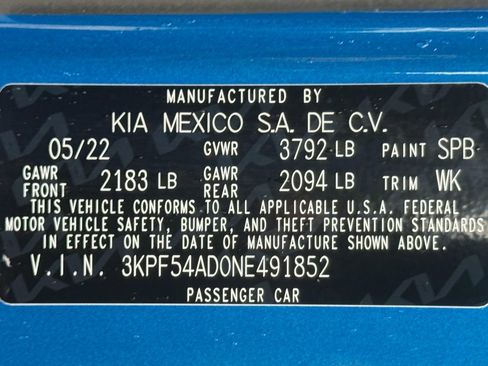 MANUFACTURED BY
KIA MEXICO S.A. DE C.V.
05/22 GVWR 3792 LB PAINT SPB
GAWR FRONT 2183 LB GAWR REAR 2094 LB TRIM WK
THIS VEHICLE CONFORMS TO ALL APPLICABLE U.S.A. FEDERAL
MOTOR VEHICLE SAFETY, BUMPER, AND THEFT PREVENTION STANDARDS
IN EFFECT ON THE DATE OF MANUFACTURE SHOWN ABOVE.
V.I.N. 3KPF54AD0NE491852
PASSENGER CAR